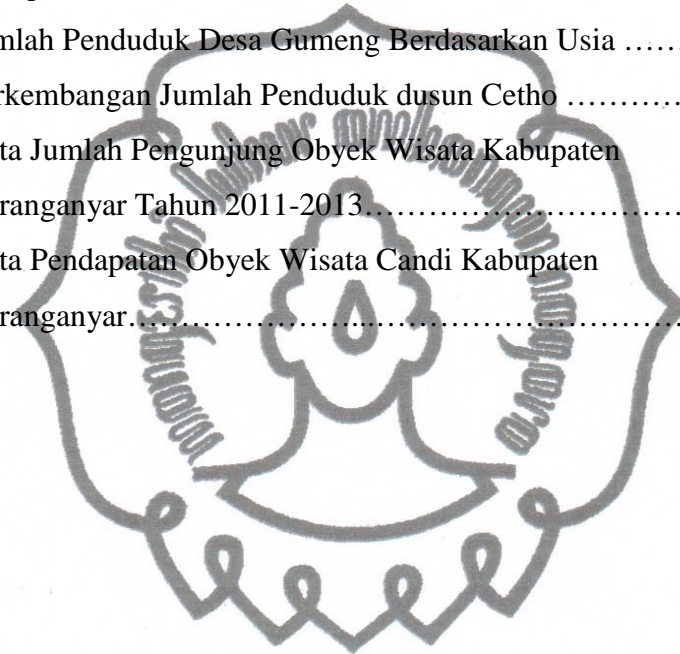 mlah Penduduk Desa Gumeng Berdasarkan Usia ……
rkembangan Jumlah Penduduk dusun Cetho ………….
ta Jumlah Pengunjung Obyek Wisata Kabupaten
ranganyar Tahun 2011-2013……………………………
ta Pendapatan Obyek Wisata Candi Kabupaten
ranganyar…………………..…………………………